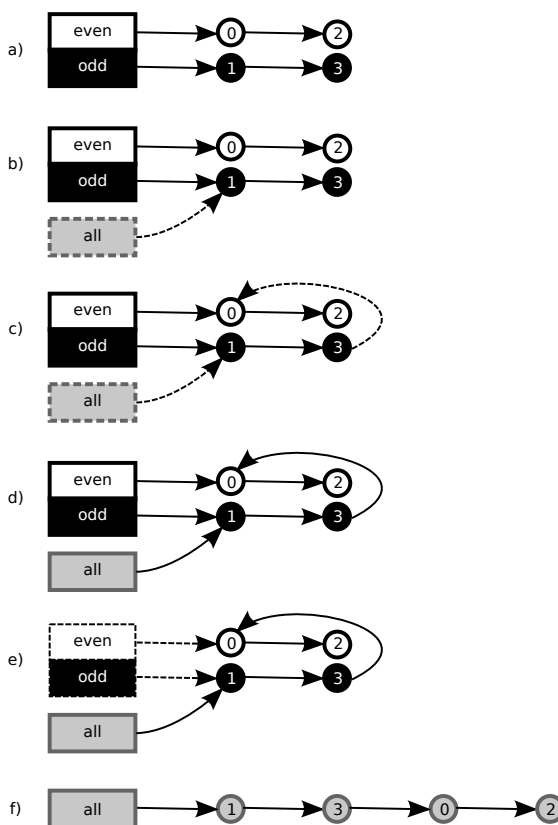 a)
even 0 2
odd 1 3
b)
even 0 2
odd 1 3
all
c)
even 0 2
odd 1 3
all
d)
even 0 2
odd 1 3
all
e)
even 0 2
odd 1 3
all
f) all 1 3 0 2